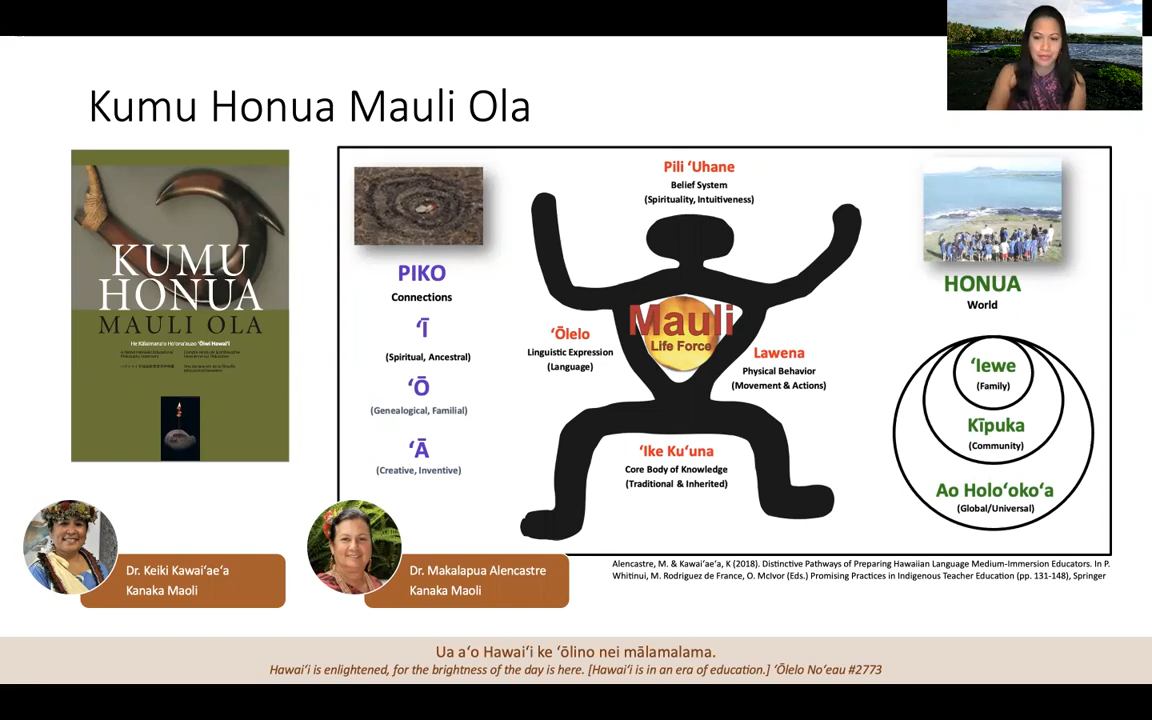 Kumu Honua Mauli Ola
KUMU
HONUA
MAULI OLA
He Kālaimanaʻo Hoʻonaʻauao ʻŌiwi Hawaiʻi
PIKO
Connections
ʻĪ
(Spiritual, Ancestral)
ʻŌ
(Genealogical, Familial)
ʻĀ
(Creative, Inventive)
Pili ʻUhane
Belief System
(Spirituality, Intuitiveness)
Mauli
Life Force
ʻŌlelo
Linguistic Expression
(Language)
Lawena
Physical Behavior
(Movement & Actions)
ʻIke Kuʻuna
Core Body of Knowledge
(Traditional & Inherited)
HONUA
World
ʻIewe
(Family)
Kīpuka
(Community)
Ao Holoʻokoʻa
(Global/Universal)
Dr. Keiki Kawaiʻaeʻa
Kanaka Maoli
Dr. Makalapua Alencastre
Kanaka Maoli
Alencastre, M. & Kawaiʻaeʻa, K (2018). Distinctive Pathways of Preparing Hawaiian Language Medium-Immersion Educators. In P.
Whitinui, M. Rodriguez de France, O. McIvor (Eds.) Promising Practices in Indigenous Teacher Education (pp. 131-148), Springer
Ua aʻo Hawaiʻi ke ʻōlino nei mālamalama.
Hawaiʻi is enlightened, for the brightness of the day is here. [Hawaiʻi is in an era of education.] ʻŌlelo Noʻeau #2773